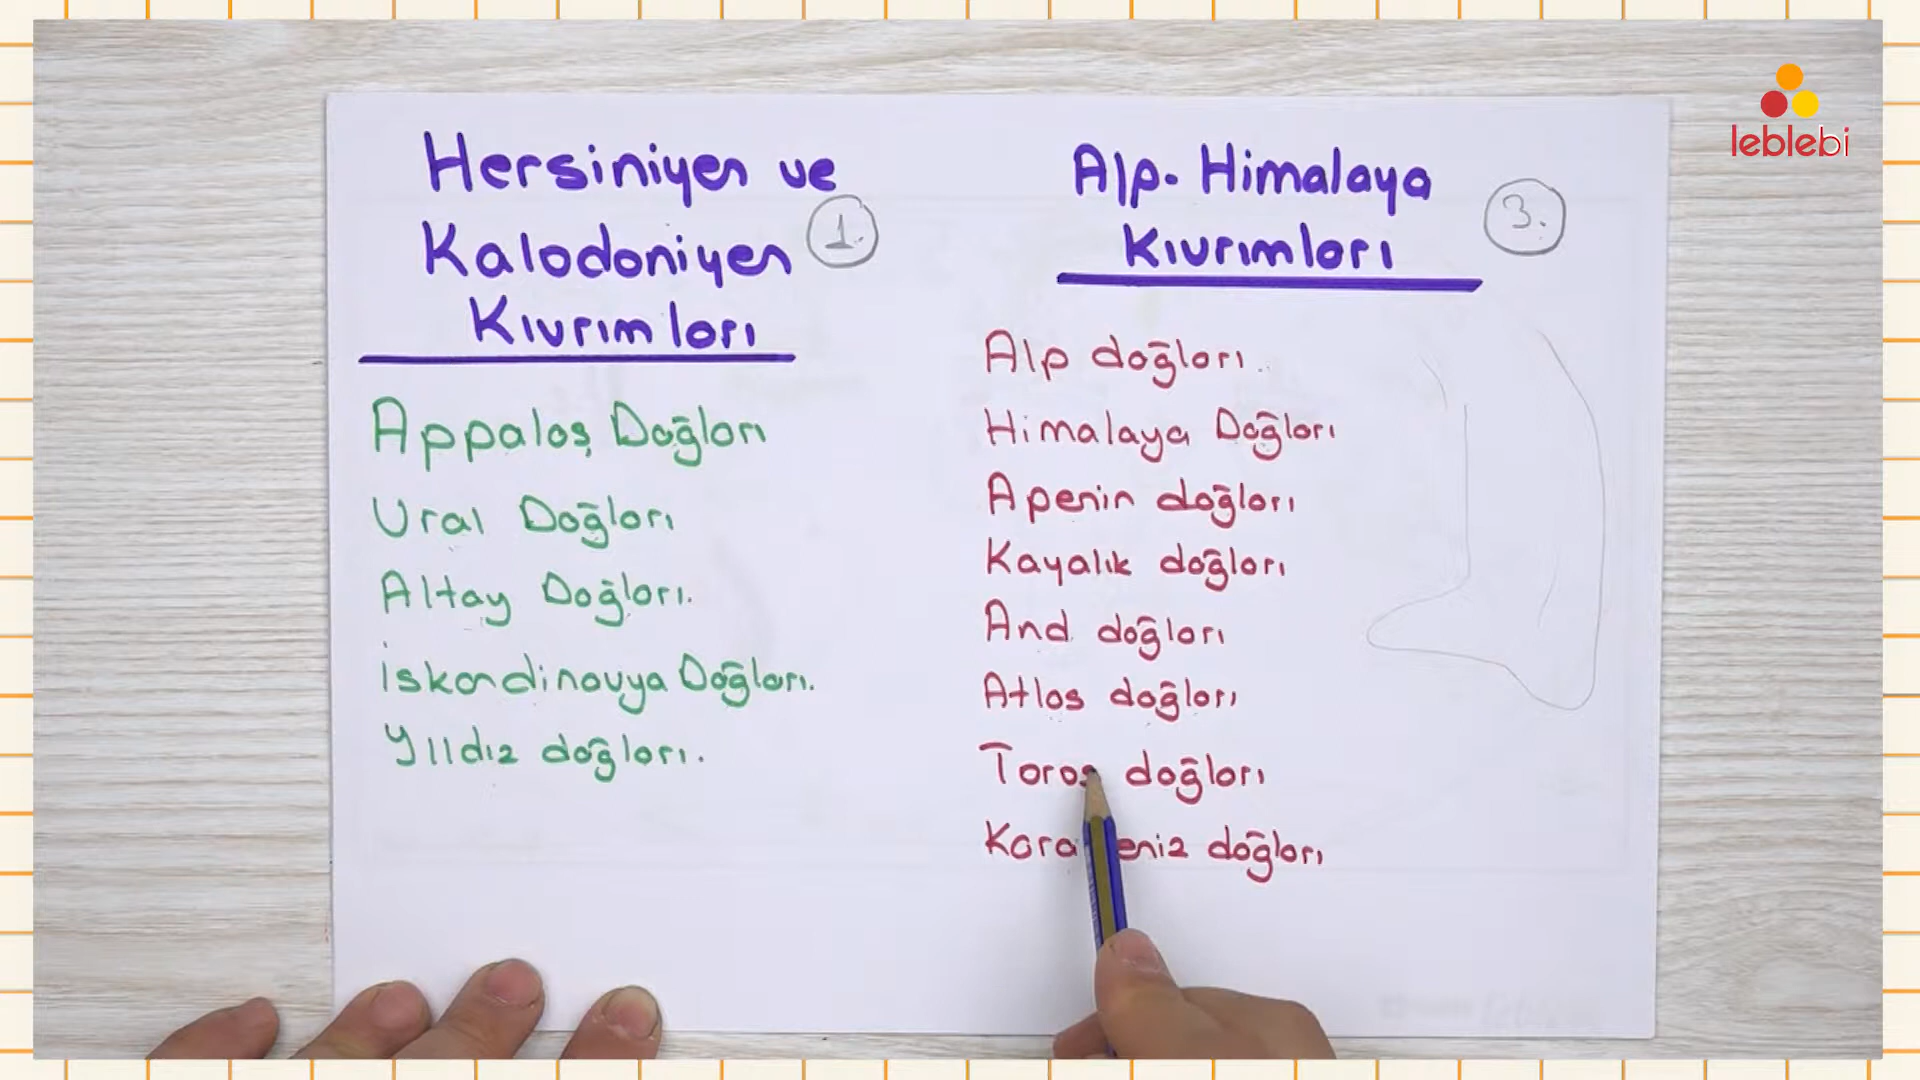 Hersiniyen ve
Kalodoniyen
Kıvrımları
1.
Appalaş Dağları
Ural Dağları
Altay Dağları.
İskandinavya Dağları.
Yıldız dağları.
Alp-Himalaya
Kıvrımları
3.
Alp dağları
Himalaya Dağları
Apenin dağları
Kayalık dağları
And dağları
Atlas dağları
Toros dağları
dağları
leblebi